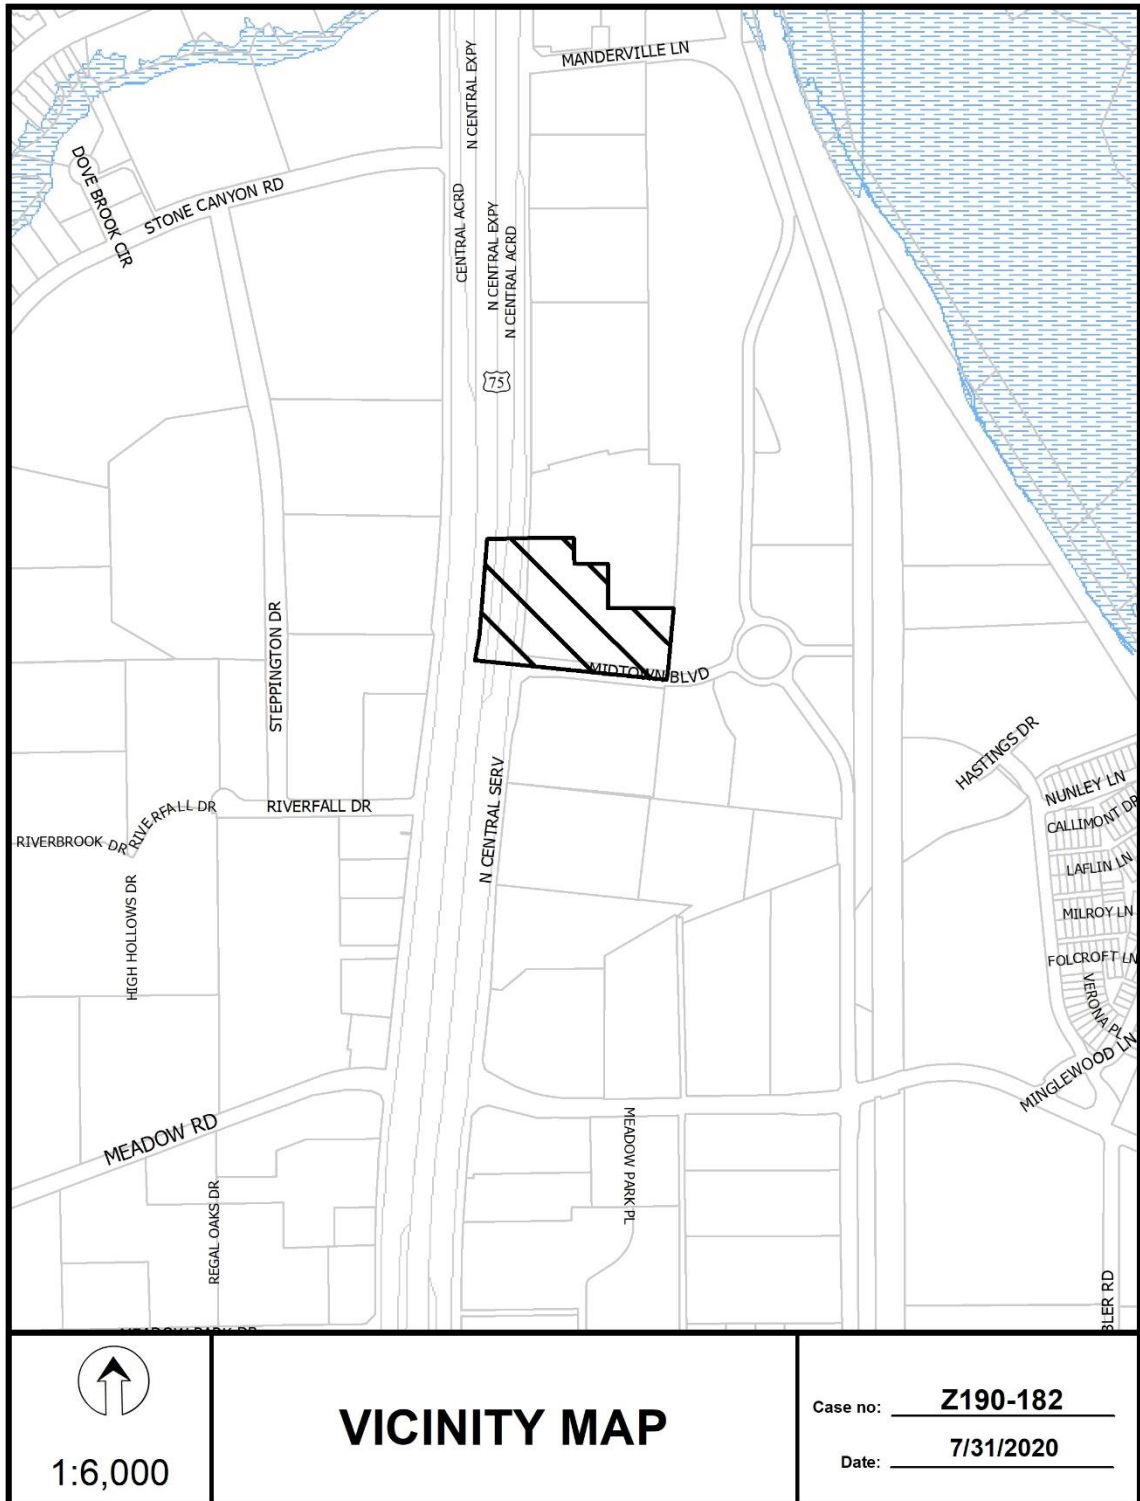 MANDERVILLE LN
N CENTRAL EXPY
DOVE BROOK CIR
STONE CANYON RD
CENTRAL ACRD
N CENTRAL EXPY
N CENTRAL ACRD
75
STEPPINGTON DR
MIDTOWN BLVD
HASTINGS DR
NUNLEY LN
CALLIMONT DR
LAFLIN LN
MILROY LN
FOLCROFT LN
VERONA PL
MINGLEWOOD LN
N CENTRAL SERV
RIVERFALL DR
RIVERFALL DR
RIVERBROOK DR
HIGH HOLLOWS DR
MEADOW RD
MEADOW PARK PL
REGAL OAKS DR
BLER RD
1:6,000
VICINITY MAP
Case no: Z190-182
Date: 7/31/2020